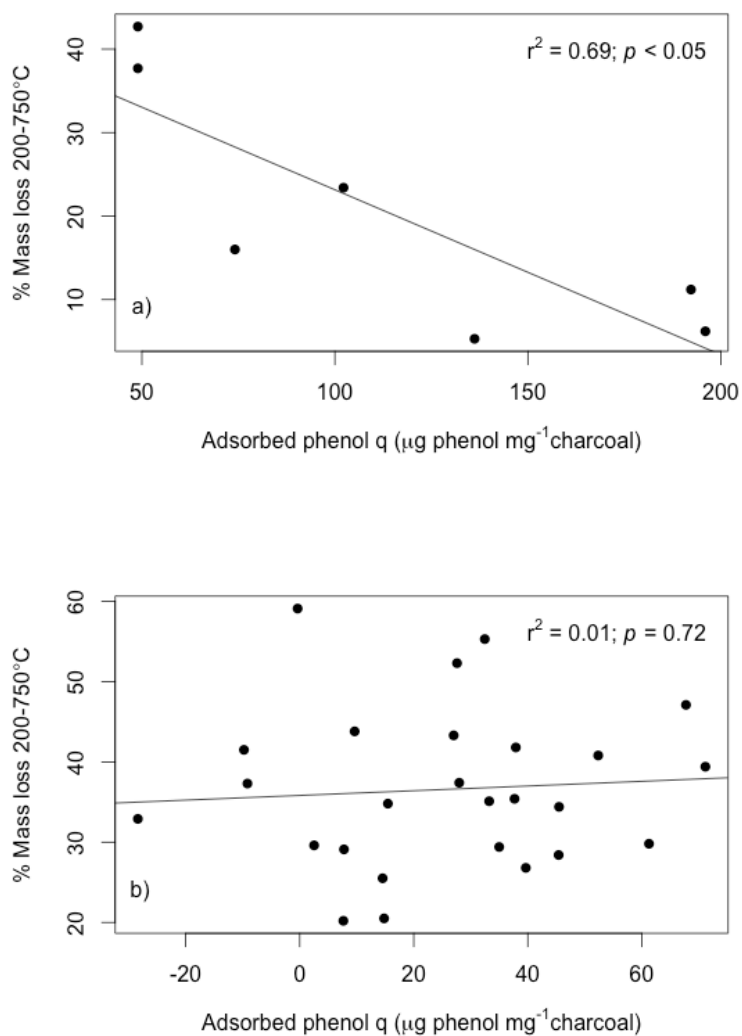 r² = 0.69; p < 0.05
% Mass loss 200-750°C
40
30
20
10
a)
50
100
150
200
Adsorbed phenol q (μg phenol mg⁻¹charcoal)
r² = 0.01; p = 0.72
% Mass loss 200-750°C
60
50
40
30
20
b)
-20
0
20
40
60
Adsorbed phenol q (μg phenol mg⁻¹charcoal)